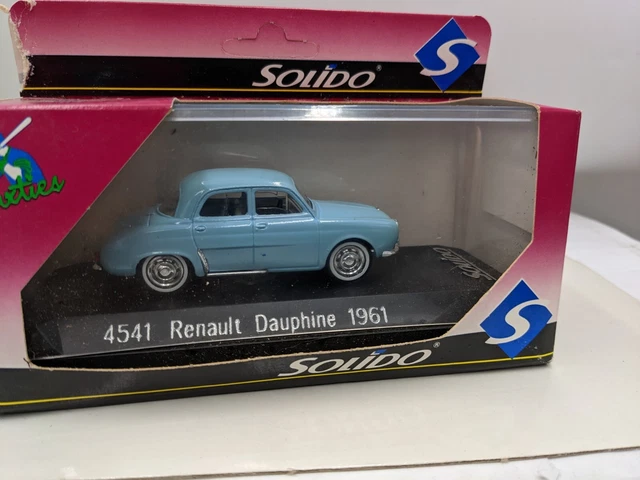 SOLIDO®
S
4541 Renault Dauphine 1961
S
SOLIDO